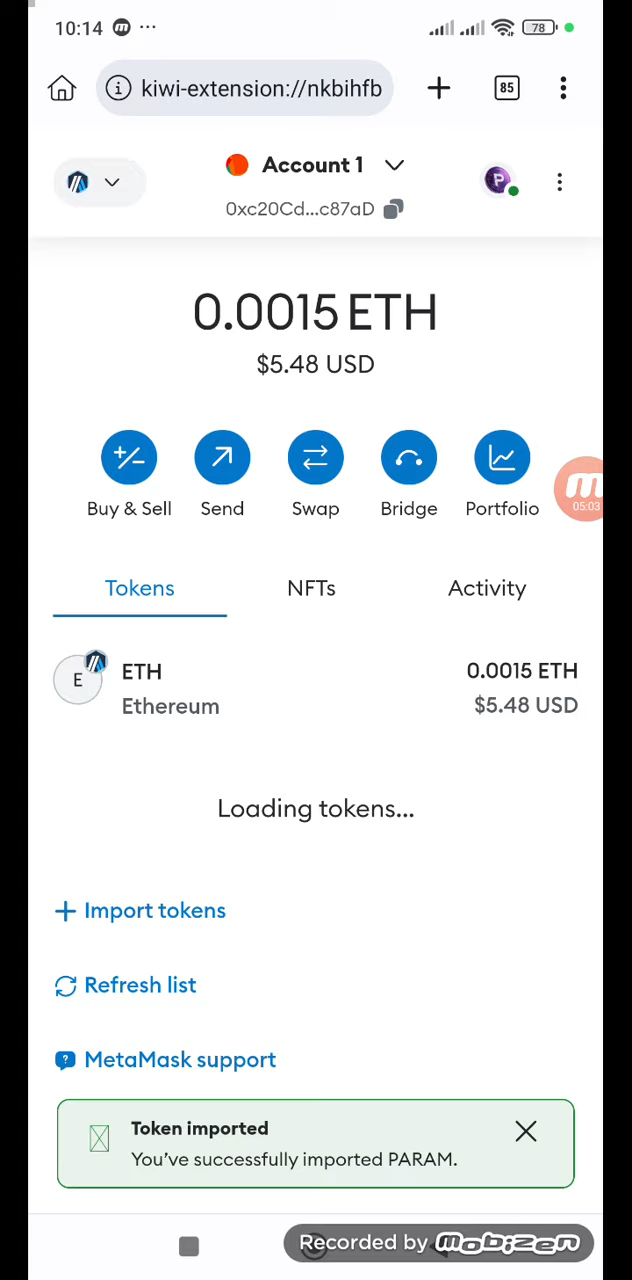 10:14 m ...
78
kiwi-extension://nkbihfb
85
Account 1
0xc20Cd...c87aD
P
0.0015 ETH
$5.48 USD
Buy & Sell Send Swap Bridge Portfolio
m
05:03
Tokens NFTs Activity
E
ETH 0.0015 ETH
Ethereum $5.48 USD
Loading tokens...
Import tokens
Refresh list
MetaMask support
Token imported
You've successfully imported PARAM.
Recorded by mobizen